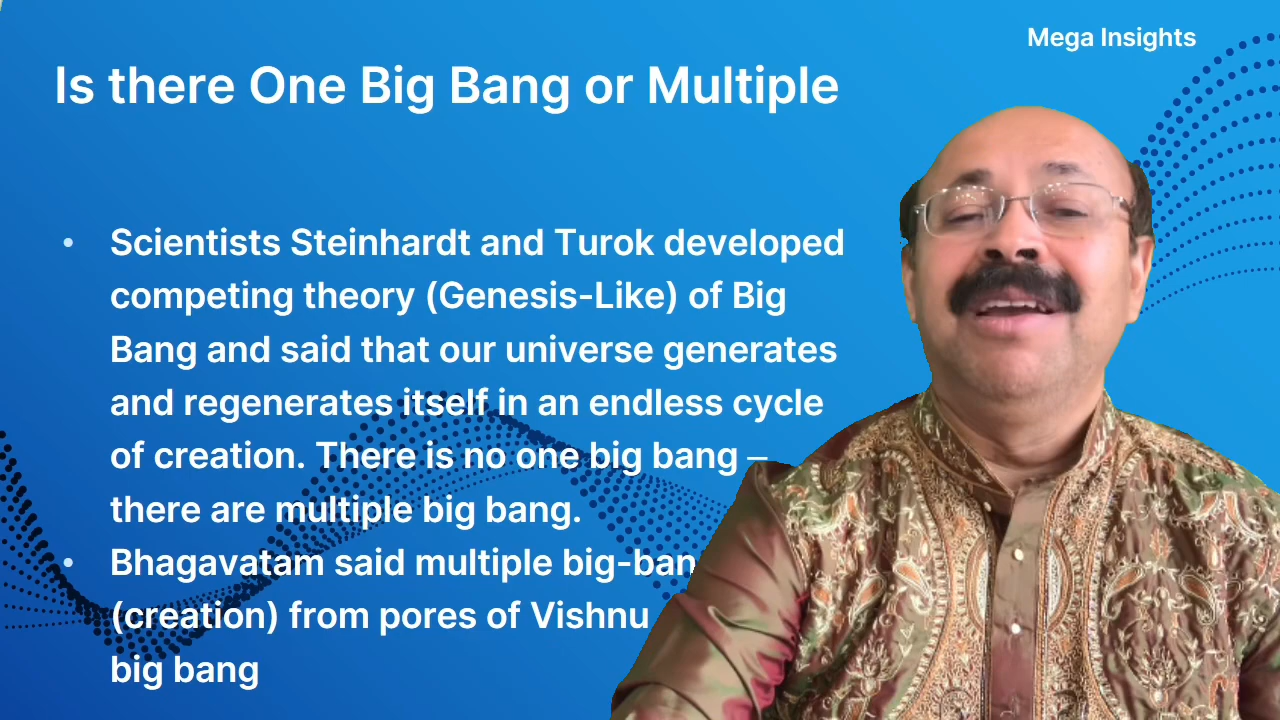 Mega Insights
Is there One Big Bang or Multiple
• Scientists Steinhardt and Turok developed
competing theory (Genesis-Like) of Big
Bang and said that our universe generates
and regenerates itself in an endless cycle
of creation. There is no one big bang –
there are multiple big bang.
• Bhagavatam said multiple big-ban
(creation) from pores of Vishnu
big bang